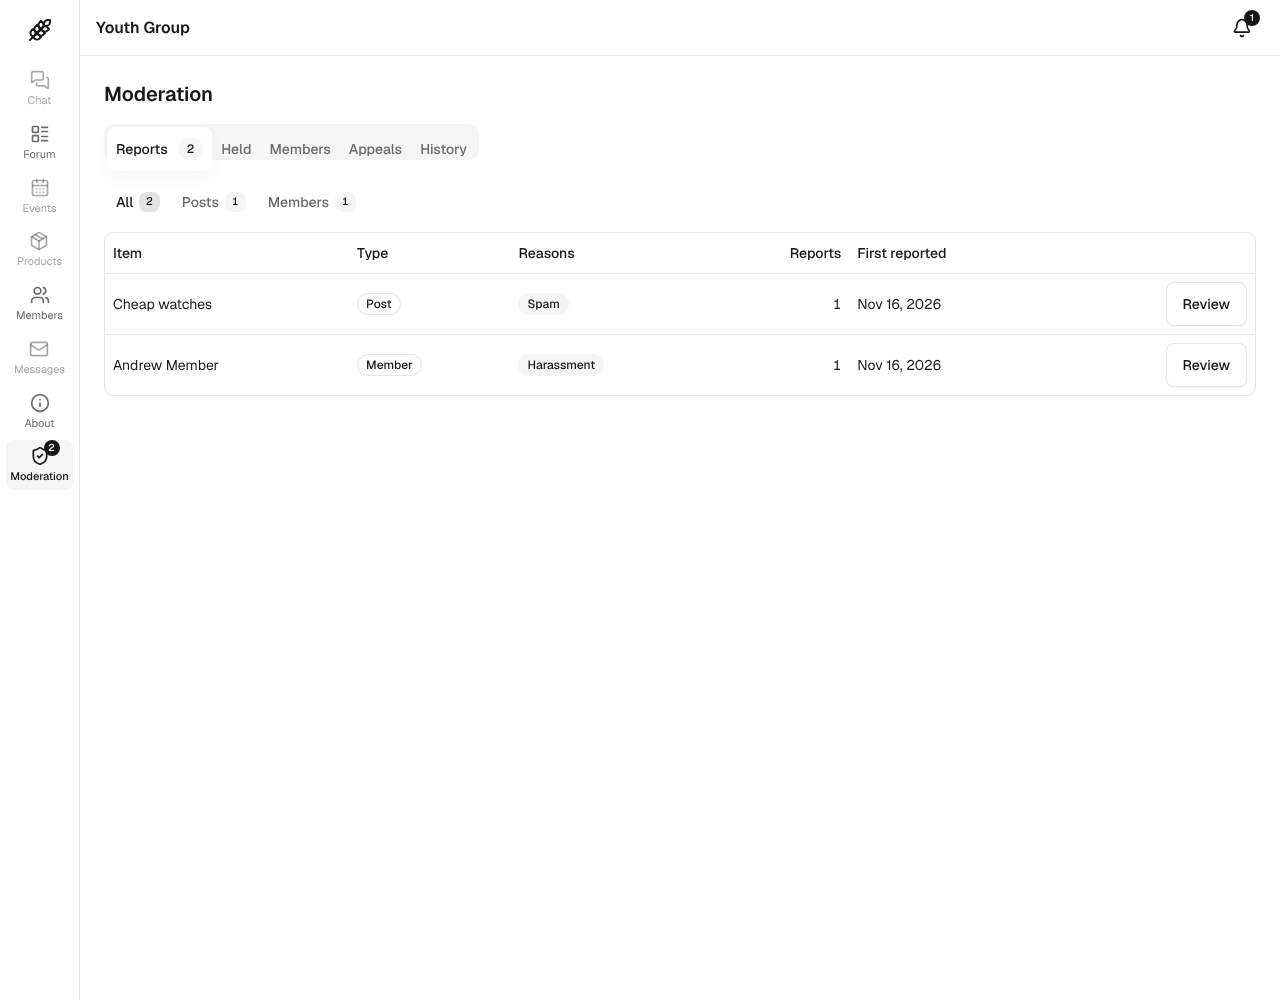 Youth Group
1
Chat
Forum
Events
Products
Members
Messages
About
2
Moderation
Moderation
Reports 2 Held Members Appeals History
All 2 Posts 1 Members 1
Item Type Reasons Reports First reported
Cheap watches Post Spam 1 Nov 16, 2026 Review
Andrew Member Member Harassment 1 Nov 16, 2026 Review